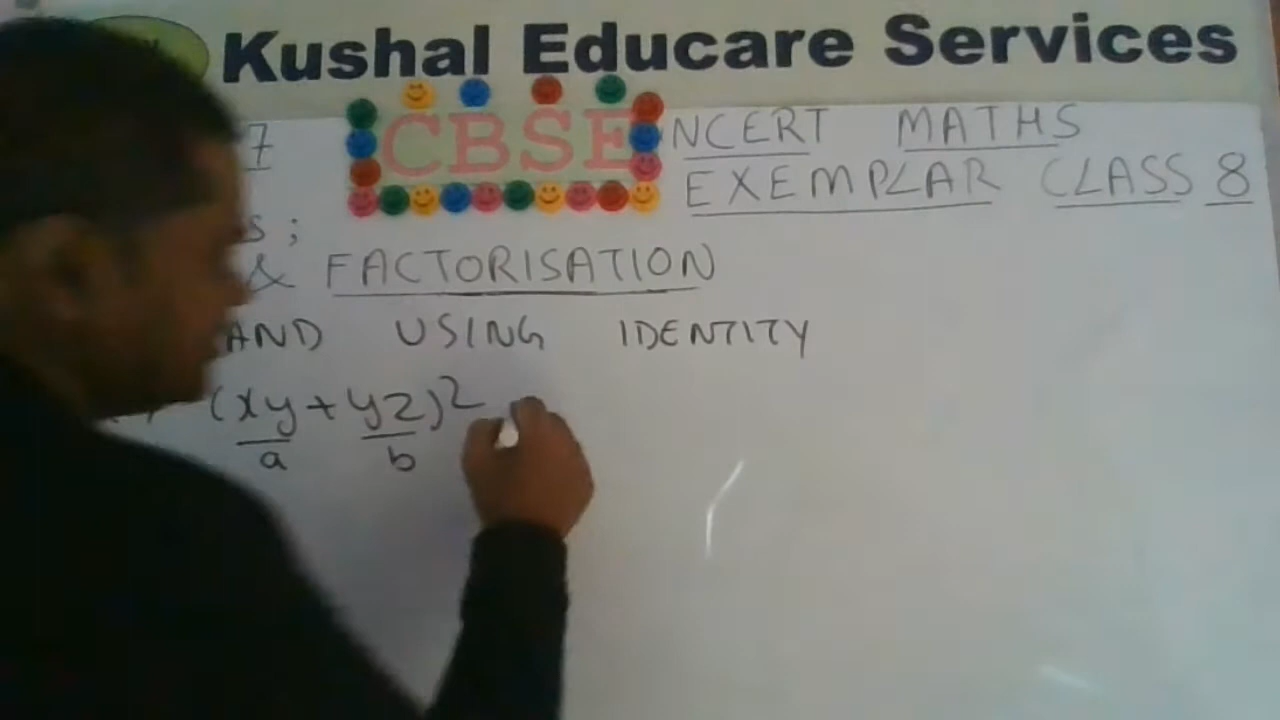 Kushal Educare Services
7 CBSE NCERT MATHS
EXEMPLAR CLASS 8
s ;
& FACTORISATION
AND USING IDENTITY
(xy + yz)²
a b